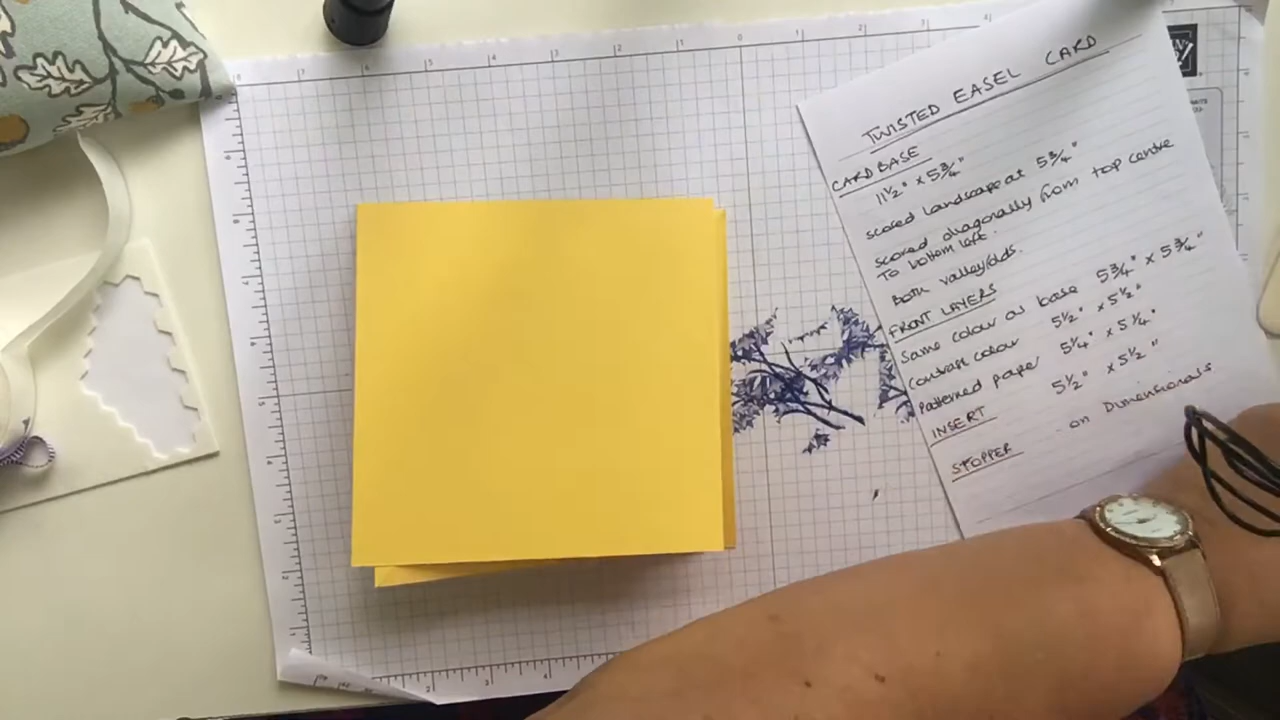 TWISTED EASEL CARD
CARD BASE
11½" x 5¾"
scored landscape at 5¾"
scored diagonally from top centre
to bottom left.
Both valley folds.
FRONT LAYERS
Same colour as base 5¾" x 5¾"
Contrast colour 5½" x 5½"
Patterned paper 5¼" x 5¼"
INSERT 5½" x 5½"
STOPPER - on Dimensionals